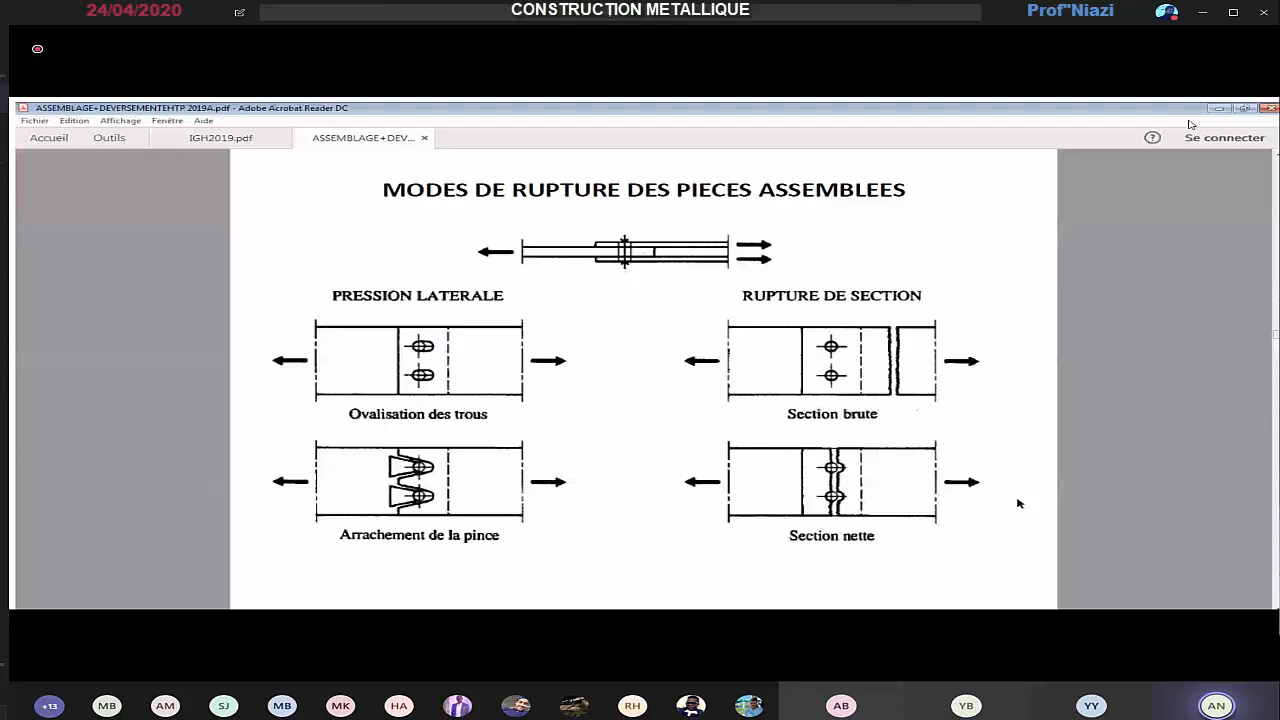 24/04/2020
CONSTRUCTION METALLIQUE
Prof"Niazi
ASSEMBLAGE+DEVERSEMENTEHTP 2019A.pdf - Adobe Acrobat Reader DC
Fichier Edition Affichage Fenêtre Aide
Accueil Outils IGH2019.pdf ASSEMBLAGE+DEV... × ? Se connecter
MODES DE RUPTURE DES PIECES ASSEMBLEES
PRESSION LATERALE
RUPTURE DE SECTION
Ovalisation des trous
Section brute
Arrachement de la pince
Section nette
+13 MB AM SJ MB MK HA RH AB YB YY AN